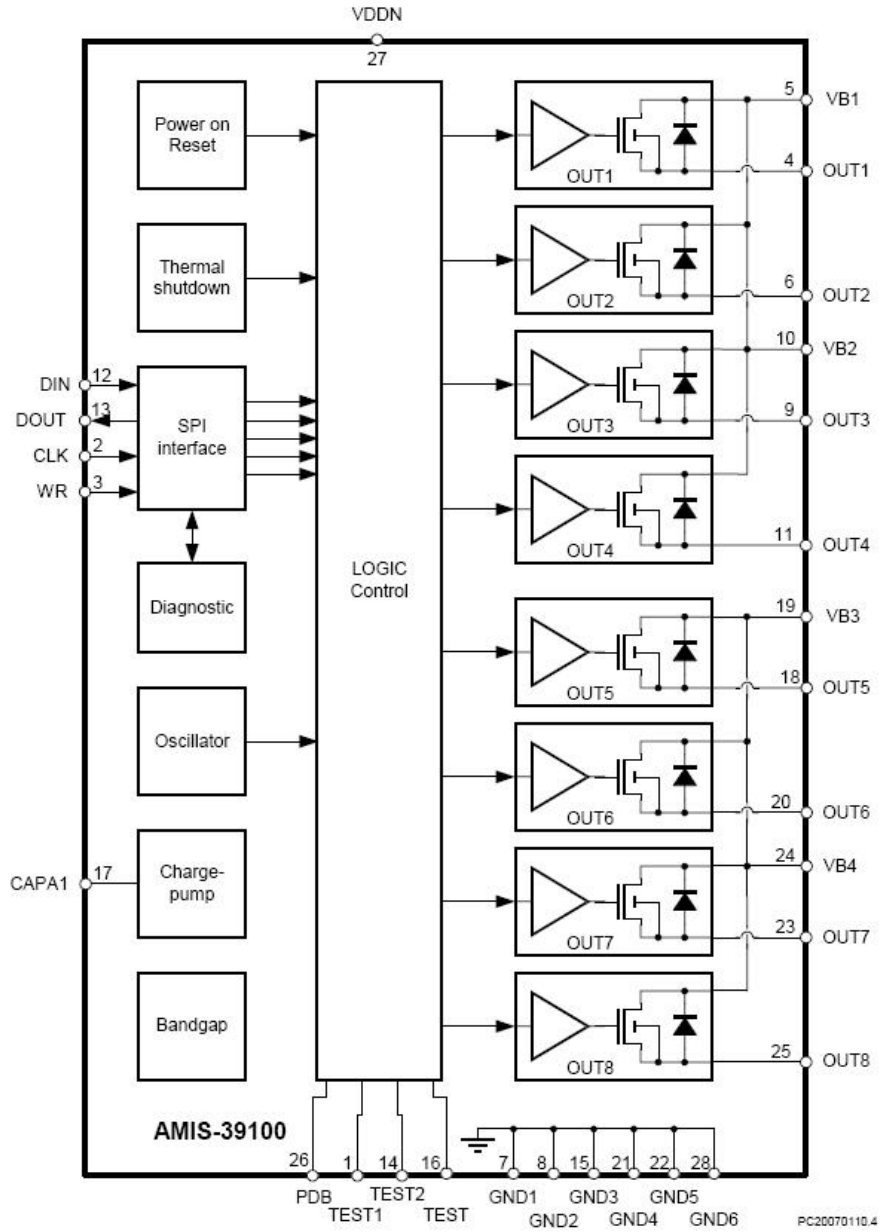 VDDN
27
Power on
Reset
Thermal
shutdown
DIN
12
DOUT
13
CLK
2
WR
3
SPI
interface
Diagnostic
Oscillator
CAPA1
17
Charge-
pump
Bandgap
LOGIC
Control
OUT1
5
VB1
4
OUT1
OUT2
6
OUT2
OUT3
10
VB2
9
OUT3
OUT4
11
OUT4
OUT5
19
VB3
18
OUT5
OUT6
20
OUT6
OUT7
24
VB4
23
OUT7
OUT8
25
OUT8
AMIS-39100
26
1
14
16
7
8
15
21
22
28
PDB
TEST1
TEST2
TEST
GND1
GND2
GND3
GND4
GND5
GND6
PC20070110.4